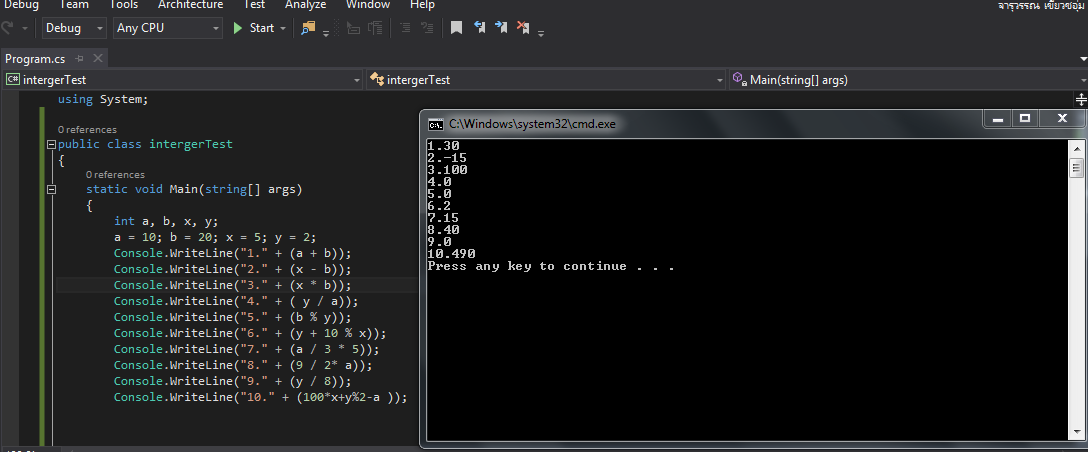 Debug Team Tools Architecture Test Analyze Window Help
จารุวรรณ เขียวชอุ่ม
Debug Any CPU Start
Program.cs
intergerTest intergerTest Main(string[] args)
using System;
0 references
public class intergerTest
{
0 references
static void Main(string[] args)
{
int a, b, x, y;
a = 10; b = 20; x = 5; y = 2;
Console.WriteLine("1." + (a + b));
Console.WriteLine("2." + (x - b));
Console.WriteLine("3." + (x * b));
Console.WriteLine("4." + ( y / a));
Console.WriteLine("5." + (b % y));
Console.WriteLine("6." + (y + 10 % x));
Console.WriteLine("7." + (a / 3 * 5));
Console.WriteLine("8." + (9 / 2* a));
Console.WriteLine("9." + (y / 8));
Console.WriteLine("10." + (100*x+y%2-a ));
C:\Windows\system32\cmd.exe
1.30
2.-15
3.100
4.0
5.0
6.2
7.15
8.40
9.0
10.490
Press any key to continue . . .